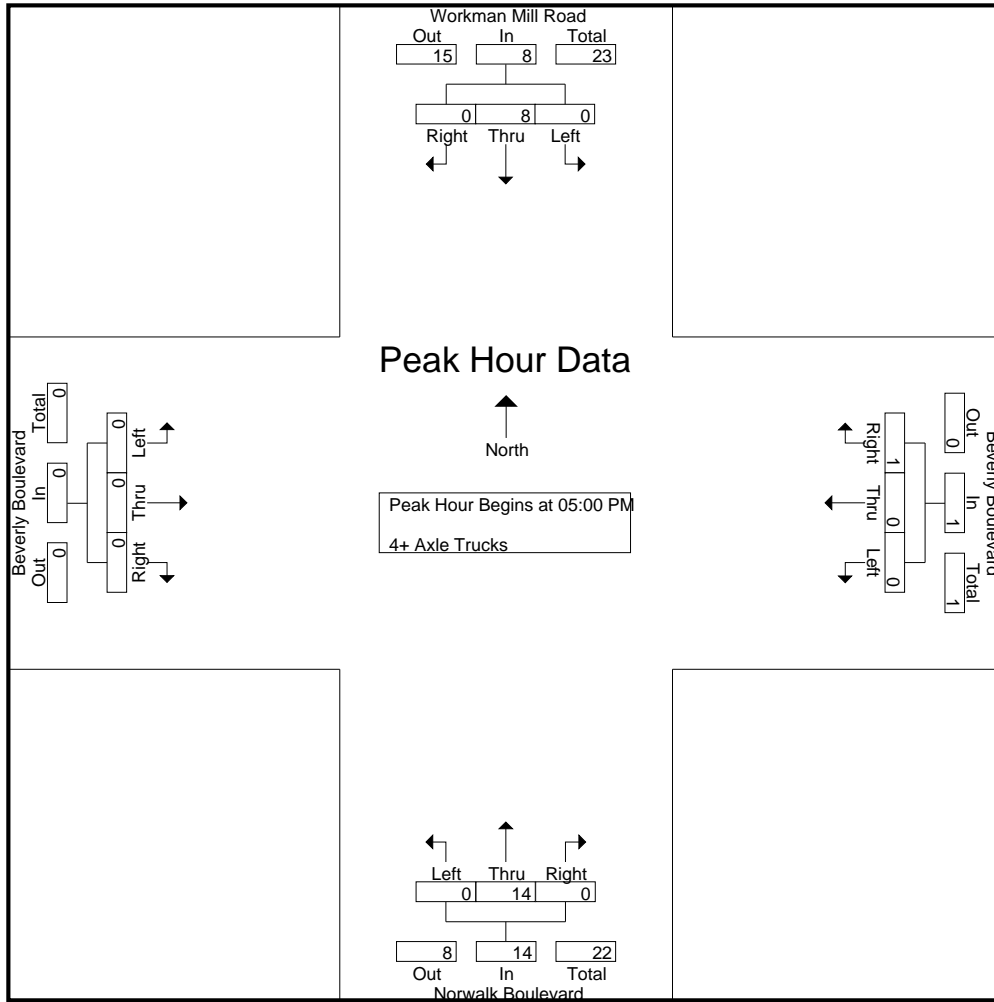 Workman Mill Road
Out In Total
15 8 23
0 8 0
Right Thru Left
Peak Hour Data
North
Peak Hour Begins at 05:00 PM
4+ Axle Trucks
Beverly Boulevard
Total In Out
0 0 0
0 0 0
Left Thru Right
Beverly Boulevard
Out In Total
0 1 1
1 0 0
Right Thru Left
Left Thru Right
0 14 0
8 14 22
Out In Total
Norwalk Boulevard